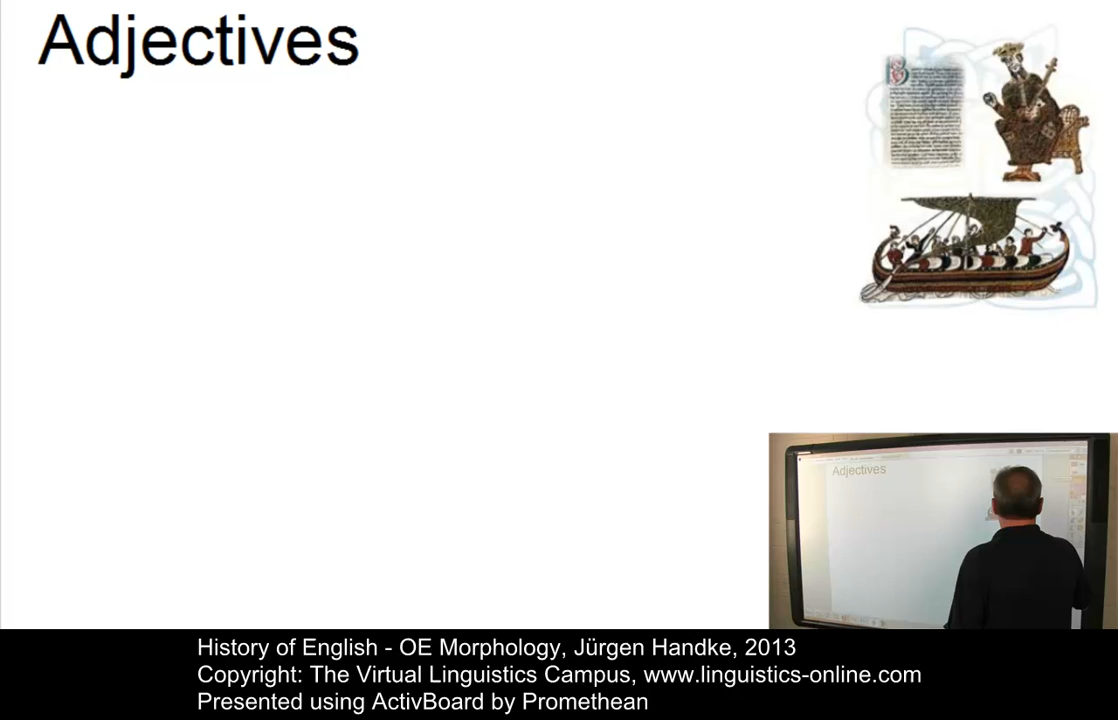 Adjectives
Adjectives
History of English - OE Morphology, Jürgen Handke, 2013
Copyright: The Virtual Linguistics Campus, www.linguistics-online.com
Presented using ActivBoard by Promethean